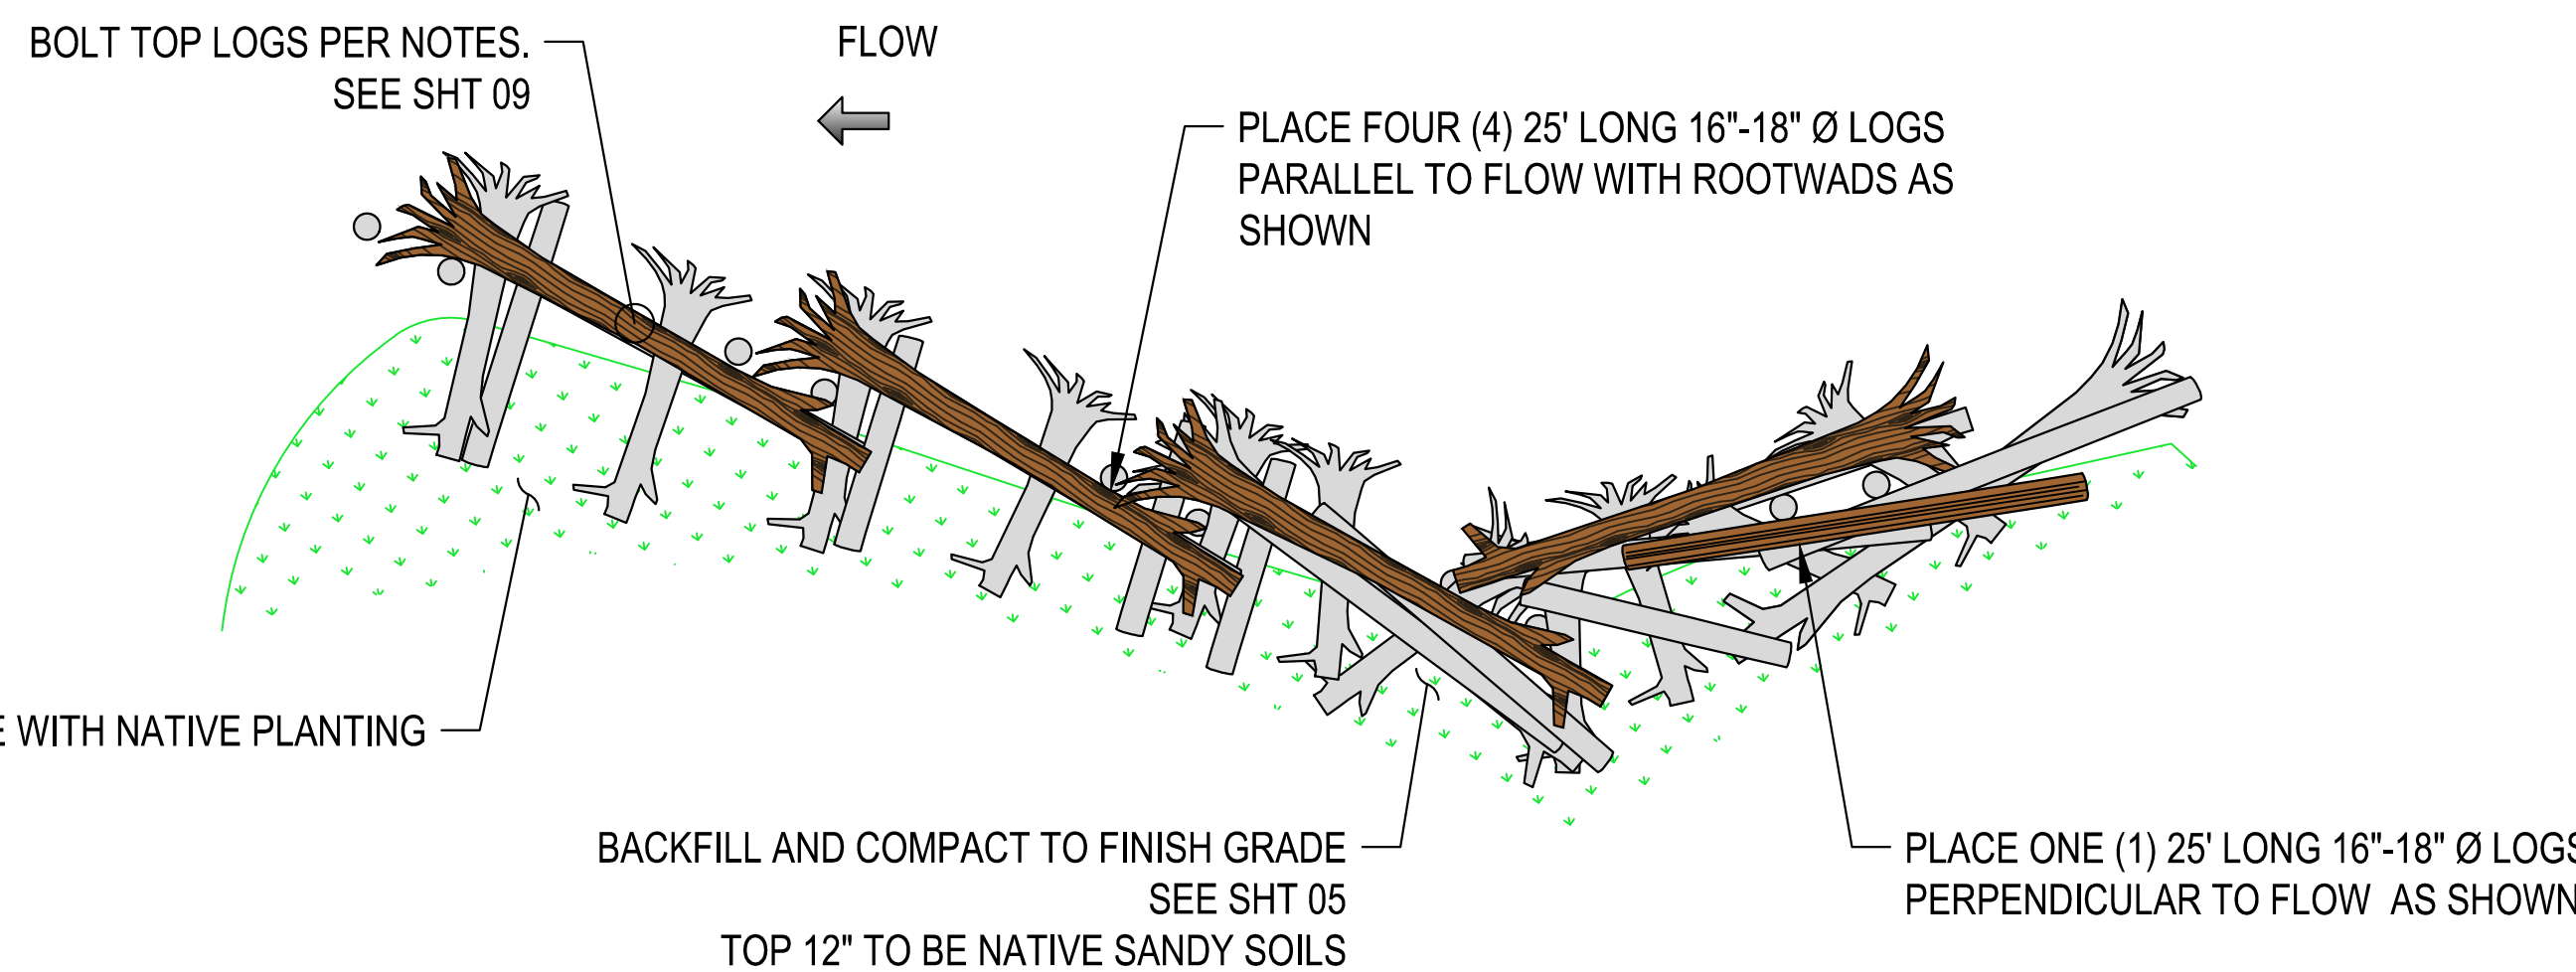 BOLT TOP LOGS PER NOTES.
SEE SHT 09
FLOW
PLACE FOUR (4) 25' LONG 16"-18" Ø LOGS
PARALLEL TO FLOW WITH ROOTWADS AS
SHOWN
WITH NATIVE PLANTING
BACKFILL AND COMPACT TO FINISH GRADE
SEE SHT 05
TOP 12" TO BE NATIVE SANDY SOILS
PLACE ONE (1) 25' LONG 16"-18" Ø LOGS
PERPENDICULAR TO FLOW AS SHOWN